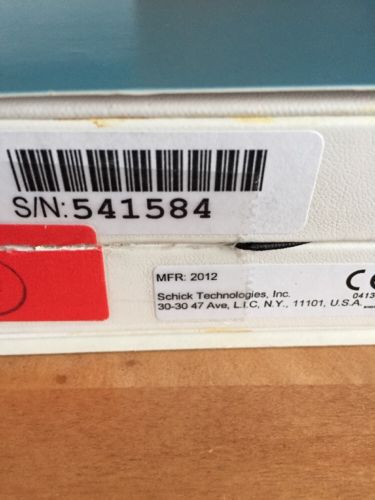 S/N:541584
MFR: 2012
Schick Technologies, Inc.
30-30 47 Ave, L.I.C, N.Y., 11101, U.S.A.
CE
0413